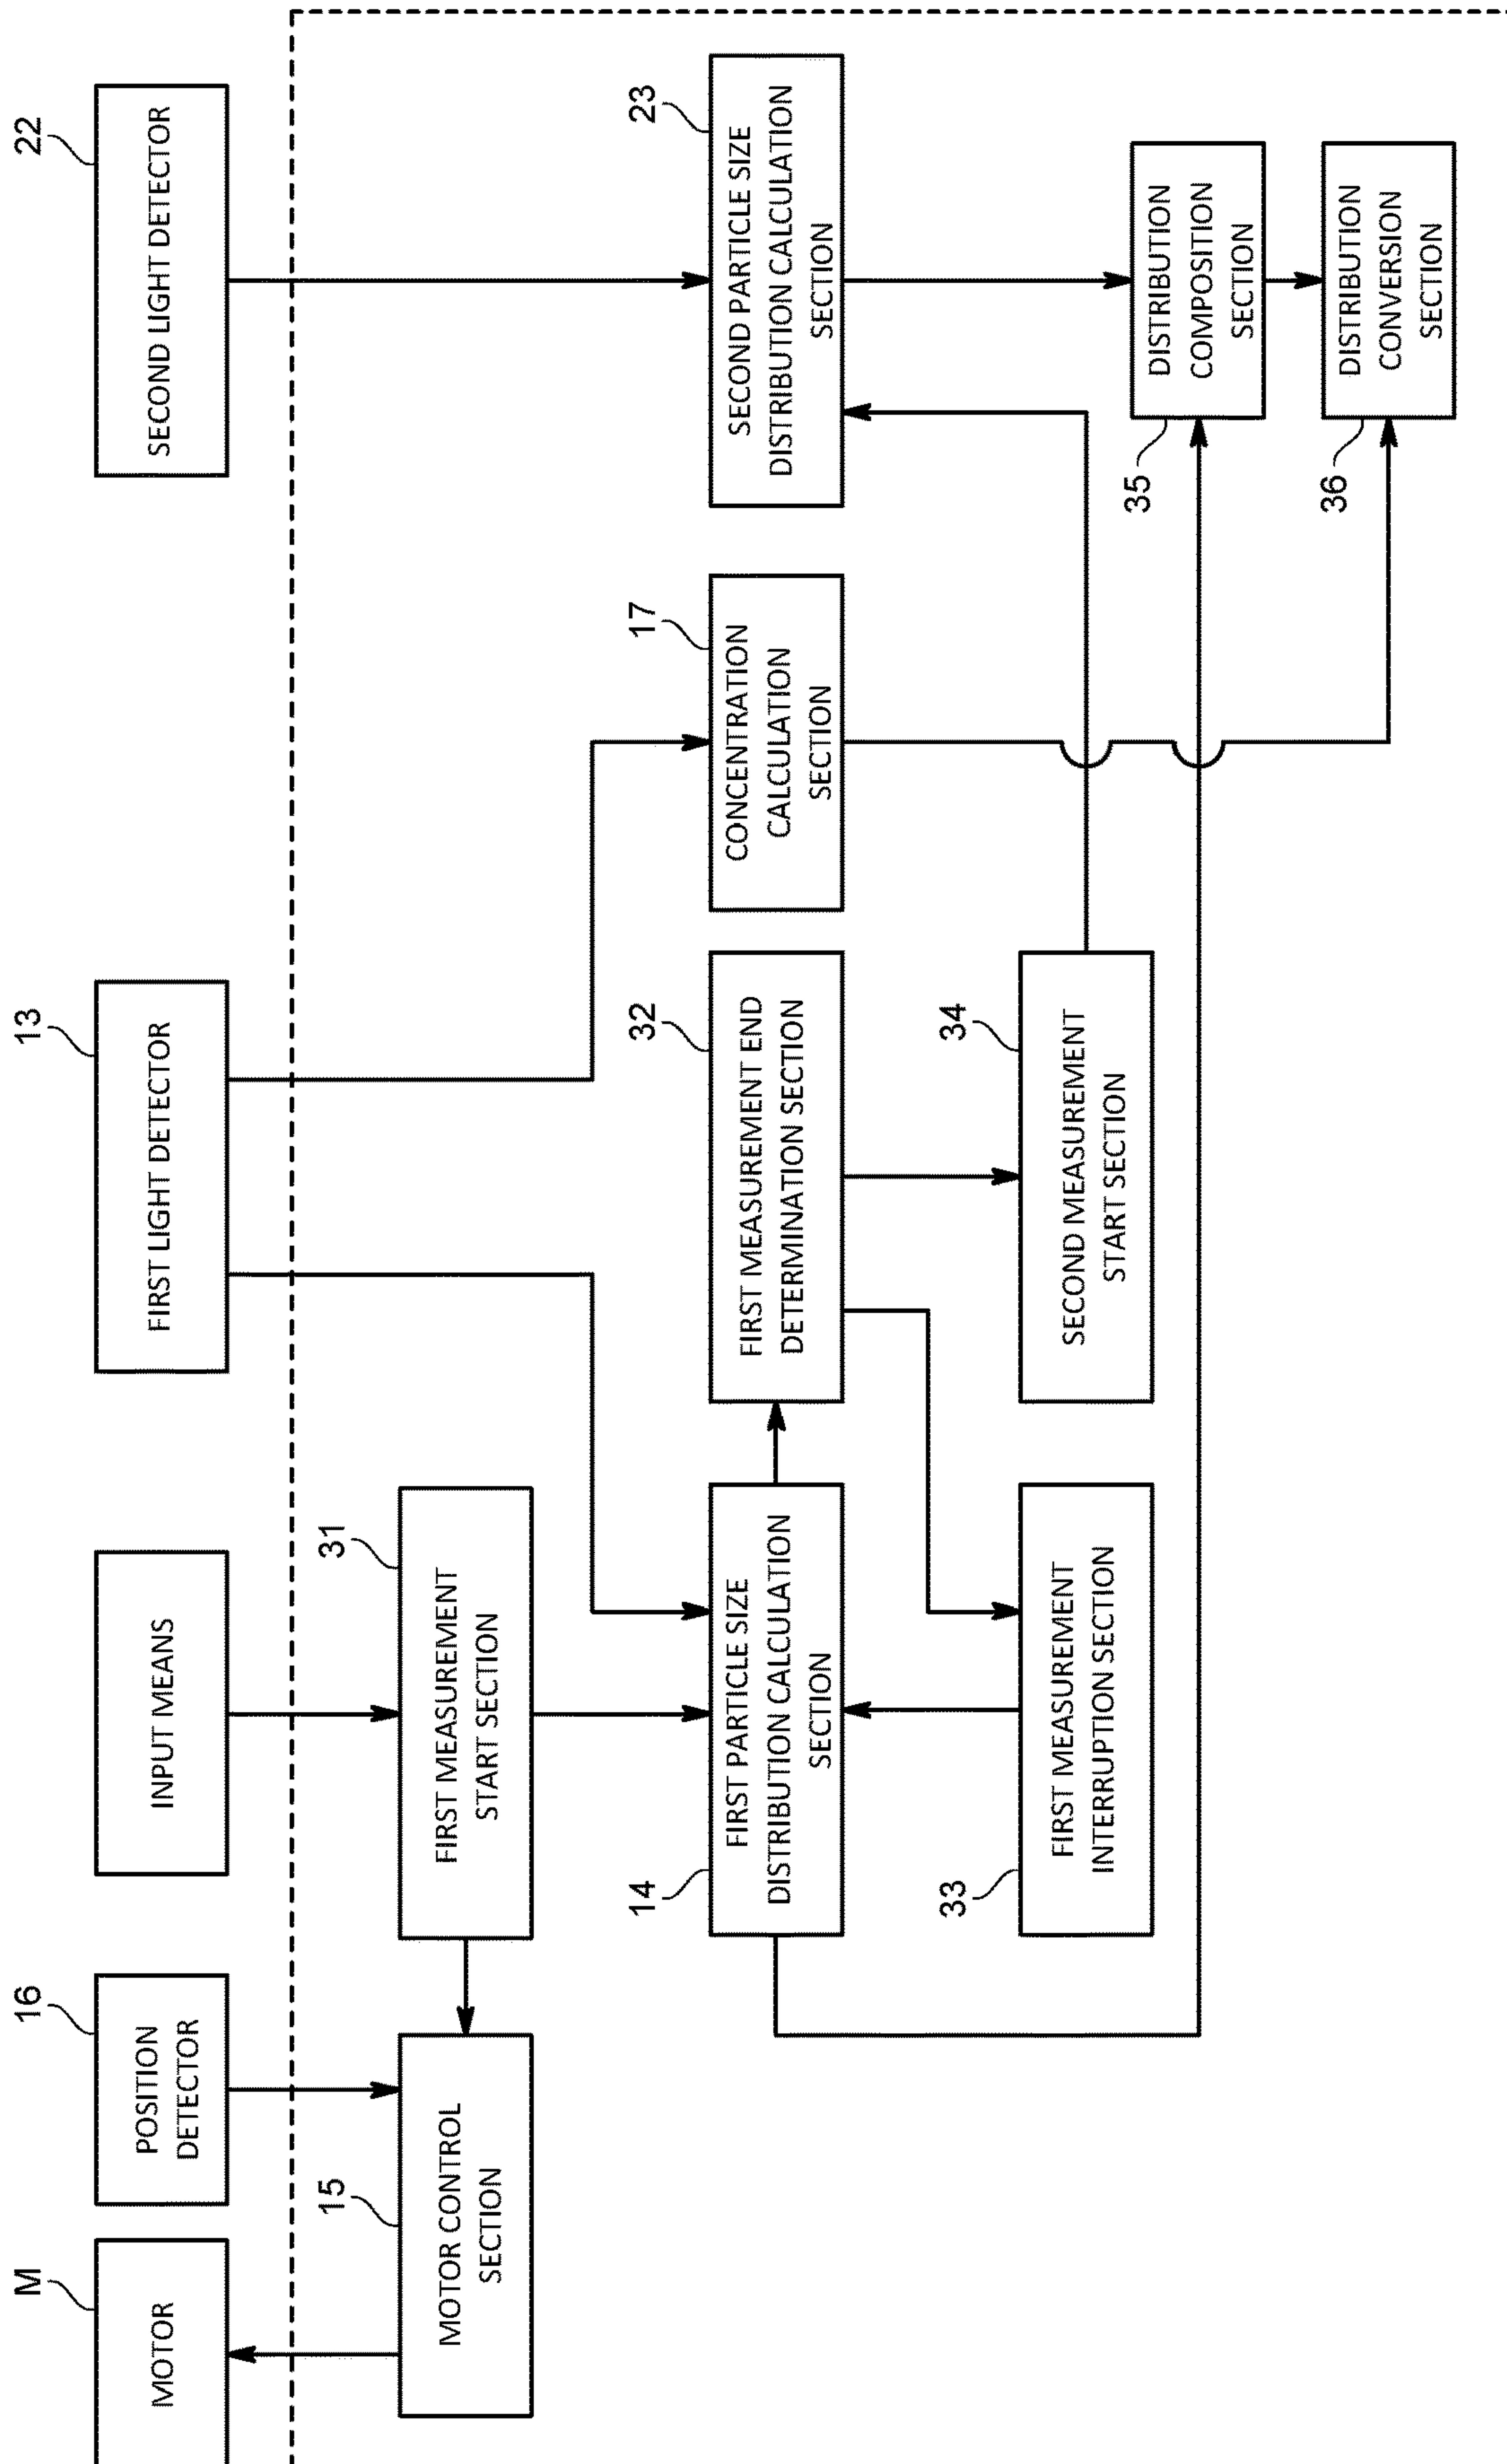 M
MOTOR
16
POSITION
DETECTOR
INPUT MEANS
13
FIRST LIGHT DETECTOR
22
SECOND LIGHT DETECTOR
15
MOTOR CONTROL
SECTION
31
FIRST MEASUREMENT
START SECTION
14
FIRST PARTICLE SIZE
DISTRIBUTION CALCULATION
SECTION
32
FIRST MEASUREMENT END
DETERMINATION SECTION
17
CONCENTRATION
CALCULATION
SECTION
23
SECOND PARTICLE SIZE
DISTRIBUTION CALCULATION
SECTION
33
FIRST MEASUREMENT
INTERRUPTION SECTION
34
SECOND MEASUREMENT
START SECTION
35
DISTRIBUTION
COMPOSITION
SECTION
36
DISTRIBUTION
CONVERSION
SECTION